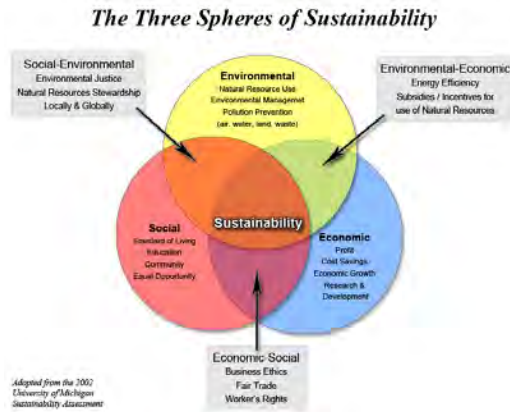 The Three Spheres of Sustainability
Social-Environmental
Environmental Justice
Natural Resources Stewardship
Locally & Globally
Environmental
Natural Resource Use
Environmental Managemet
Pollution Prevention
(air, water, land, waste)
Environmental-Economic
Energy Efficiency
Subsidies / Incentives for
use of Natural Resources
Social
Standard of Living
Education
Community
Equal Opportunity
Sustainability
Economic
Profit
Cost Savings
Economic Growth
Research &
Development
Economic-Social
Business Ethics
Fair Trade
Worker's Rights
Adopted from the 2002
University of Michigan
Sustainability Assessment